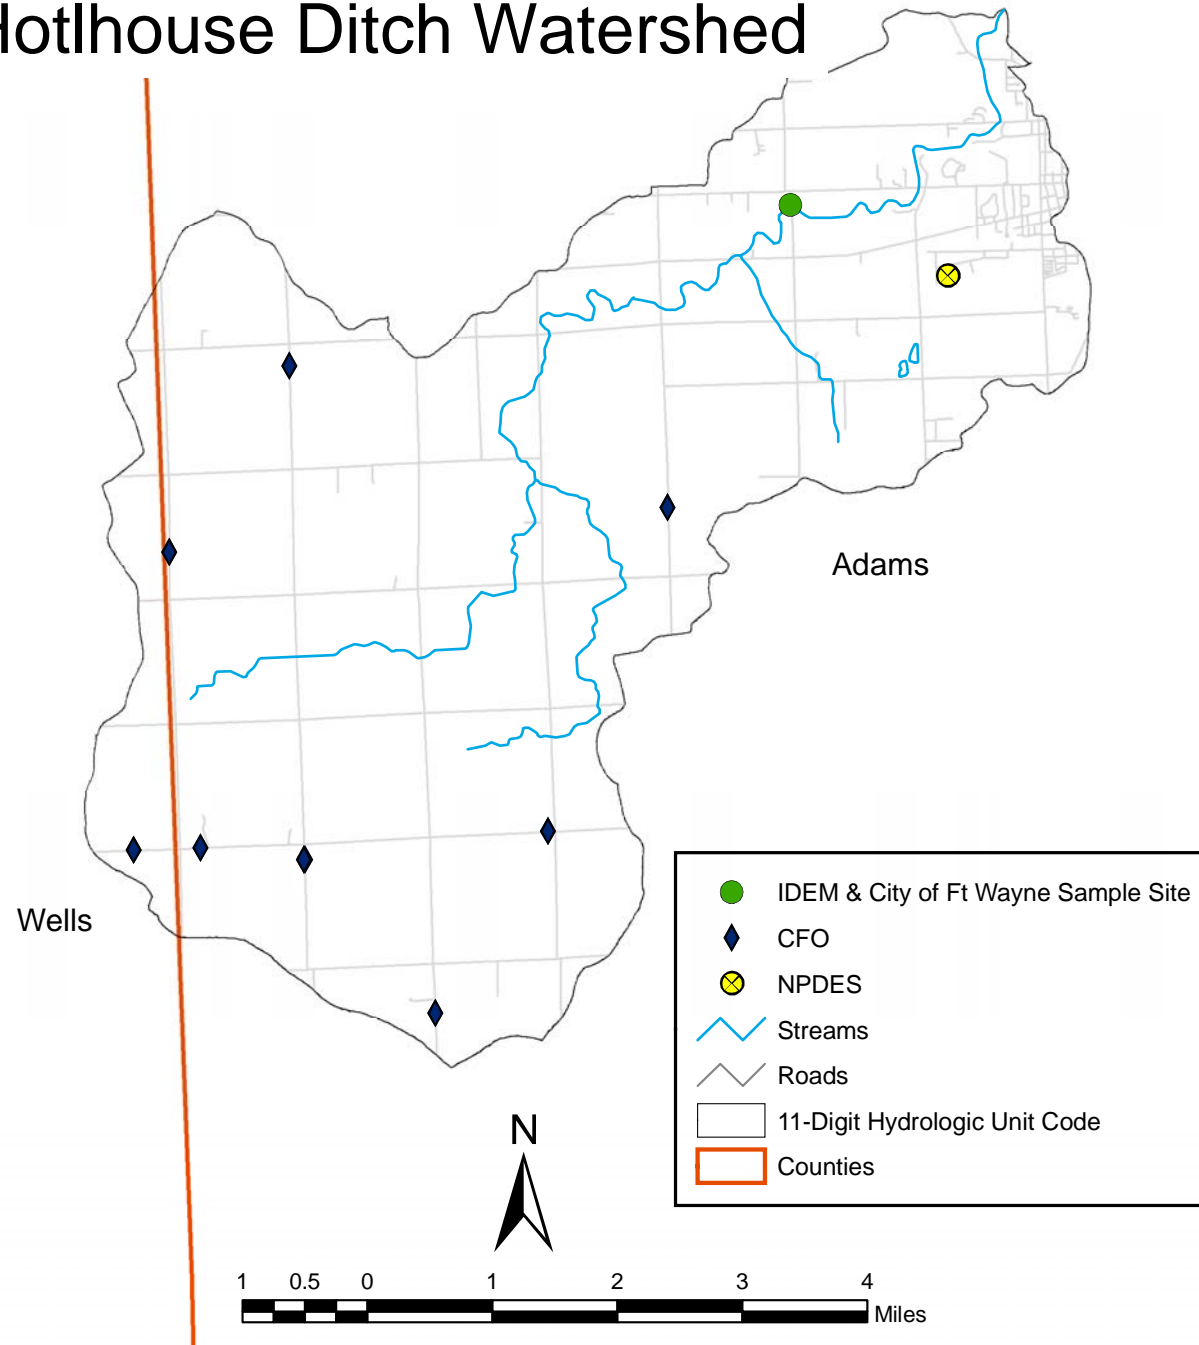 Hotlhouse Ditch Watershed
Adams
Wells
IDEM & City of Ft Wayne Sample Site
CFO
NPDES
Streams
Roads
11-Digit Hydrologic Unit Code
Counties
N
1 0.5 0 1 2 3 4
Miles